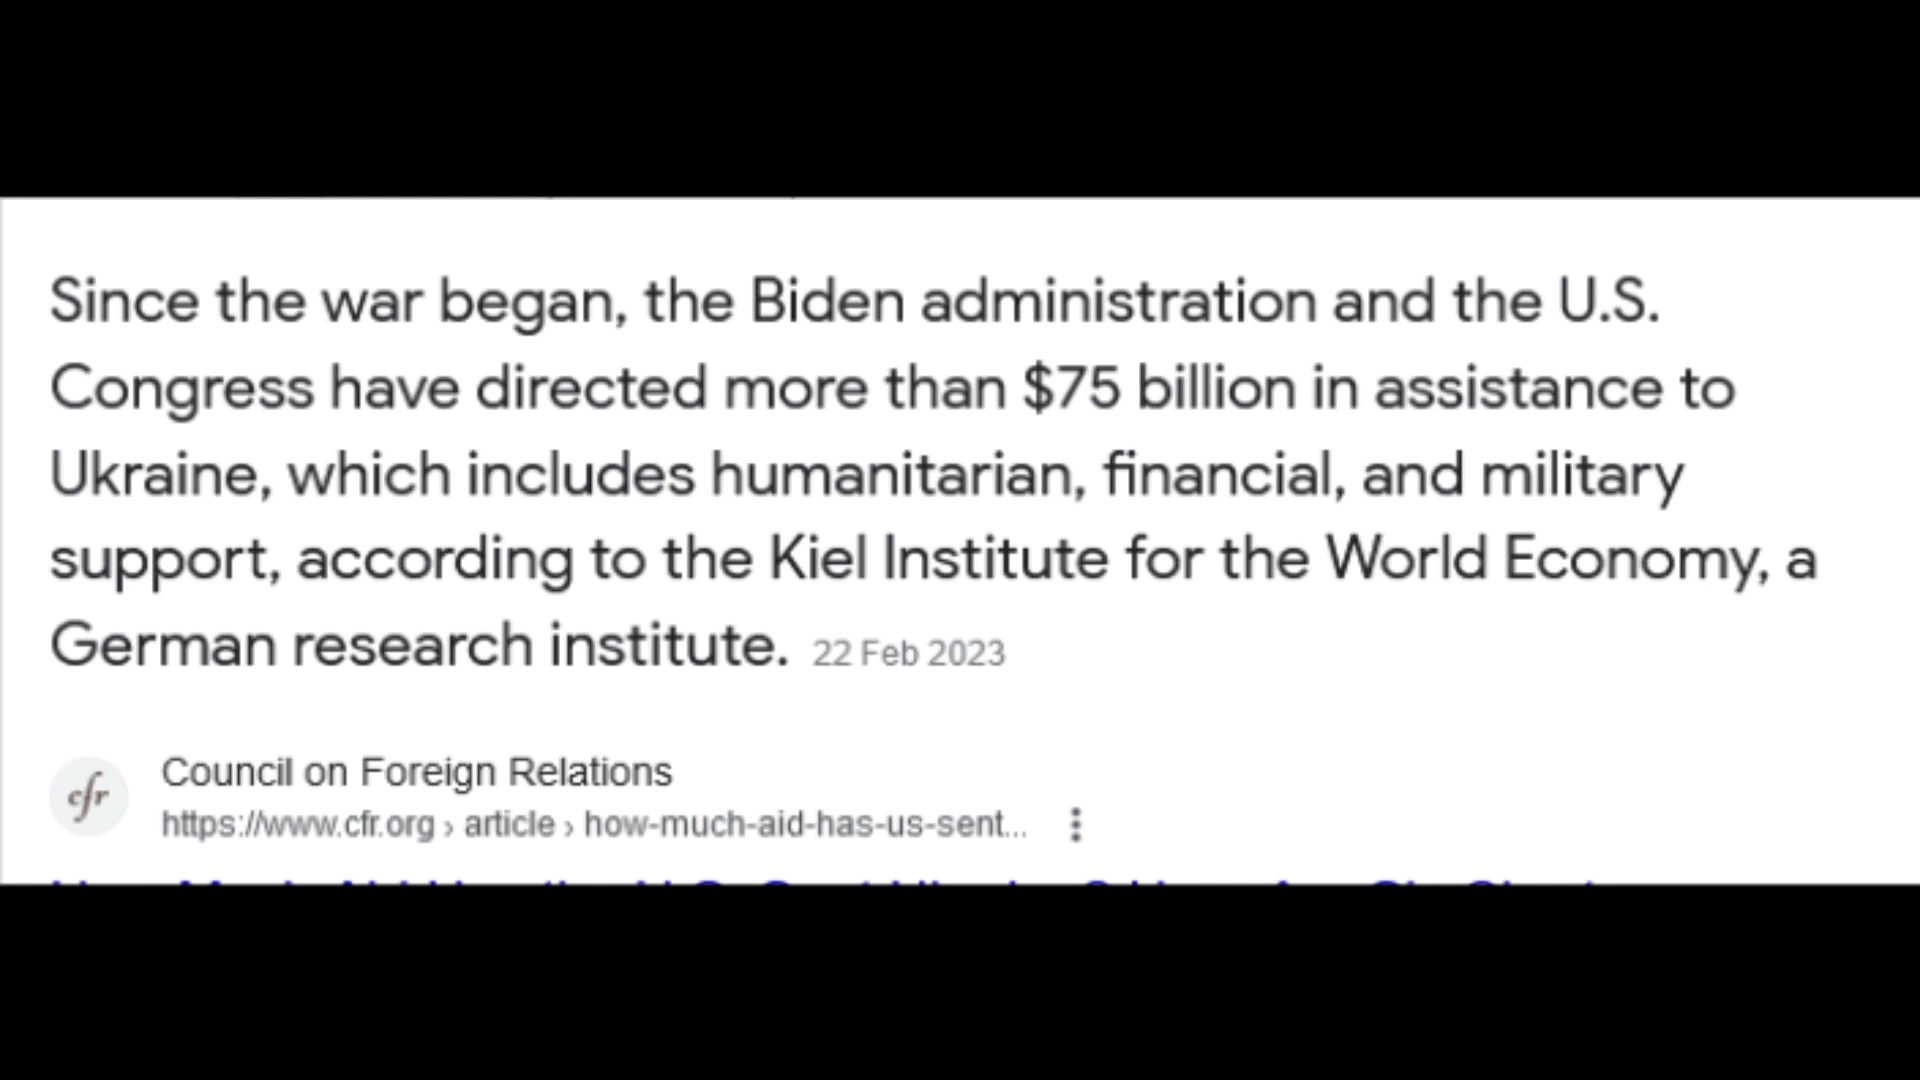 Since the war began, the Biden administration and the U.S.
Congress have directed more than $75 billion in assistance to
Ukraine, which includes humanitarian, financial, and military
support, according to the Kiel Institute for the World Economy, a
German research institute. 22 Feb 2023
cfr
Council on Foreign Relations
https://www.cfr.org › article › how-much-aid-has-us-sent...